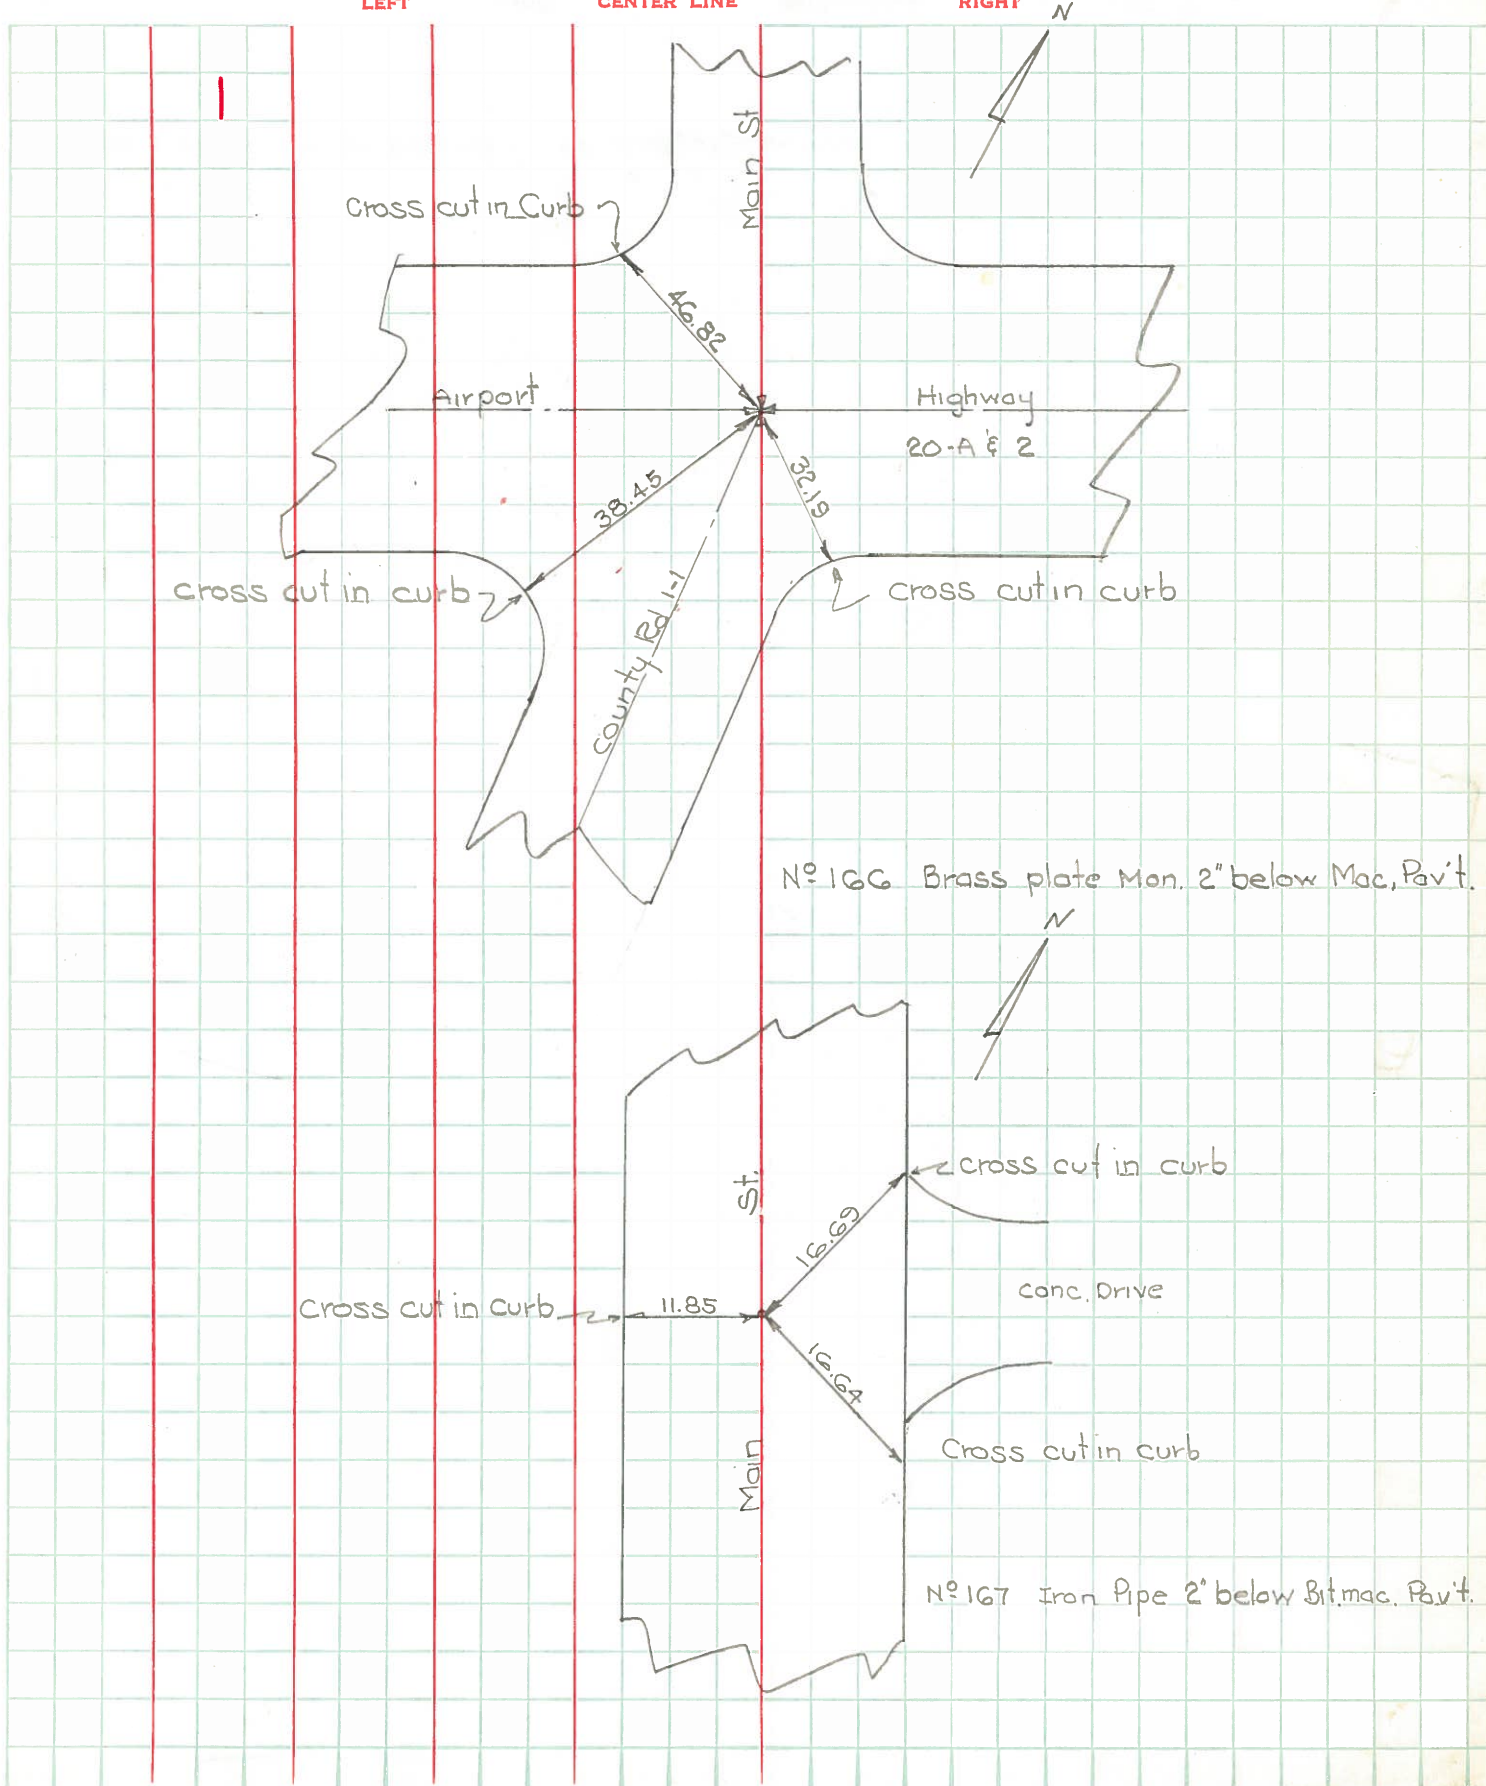 LEFT CENTER LINE RIGHT
N
1
Main St
Cross cut in Curb
46.82
Airport Highway
20-A & 2
38.45
32.19
cross cut in curb
cross cut in curb
County Rd 1-1
Nº 166 Brass plate Mon. 2" below Mac, Pav't.
N
cross cut in curb
St.
16.69
Conc. Drive
Cross cut in curb
11.85
16.64
Cross cut in curb
Main
Nº 167 Iron Pipe 2" below Bit.mac. Pav't.